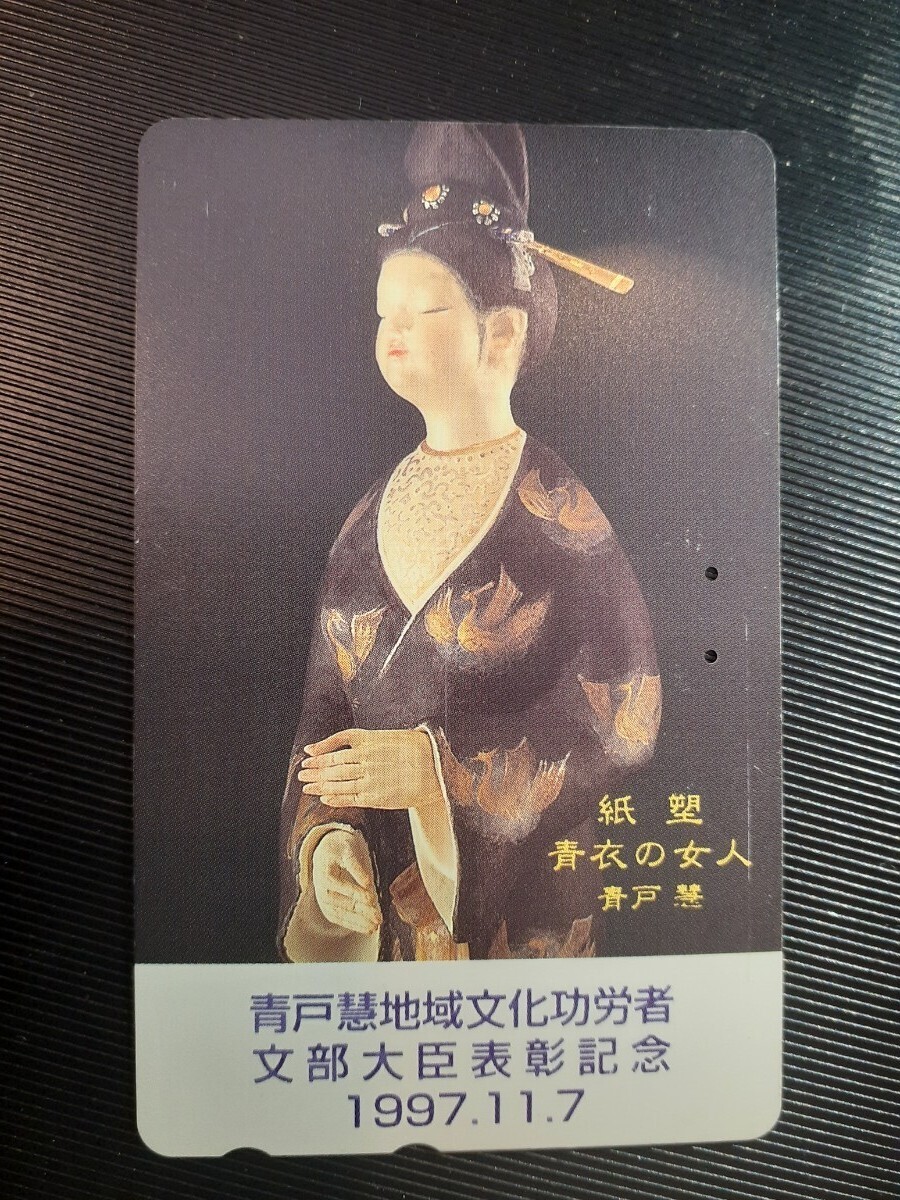 紙塑
青衣の女人
青戸慧
青戸慧地域文化功労者
文部大臣表彰記念
1997.11.7